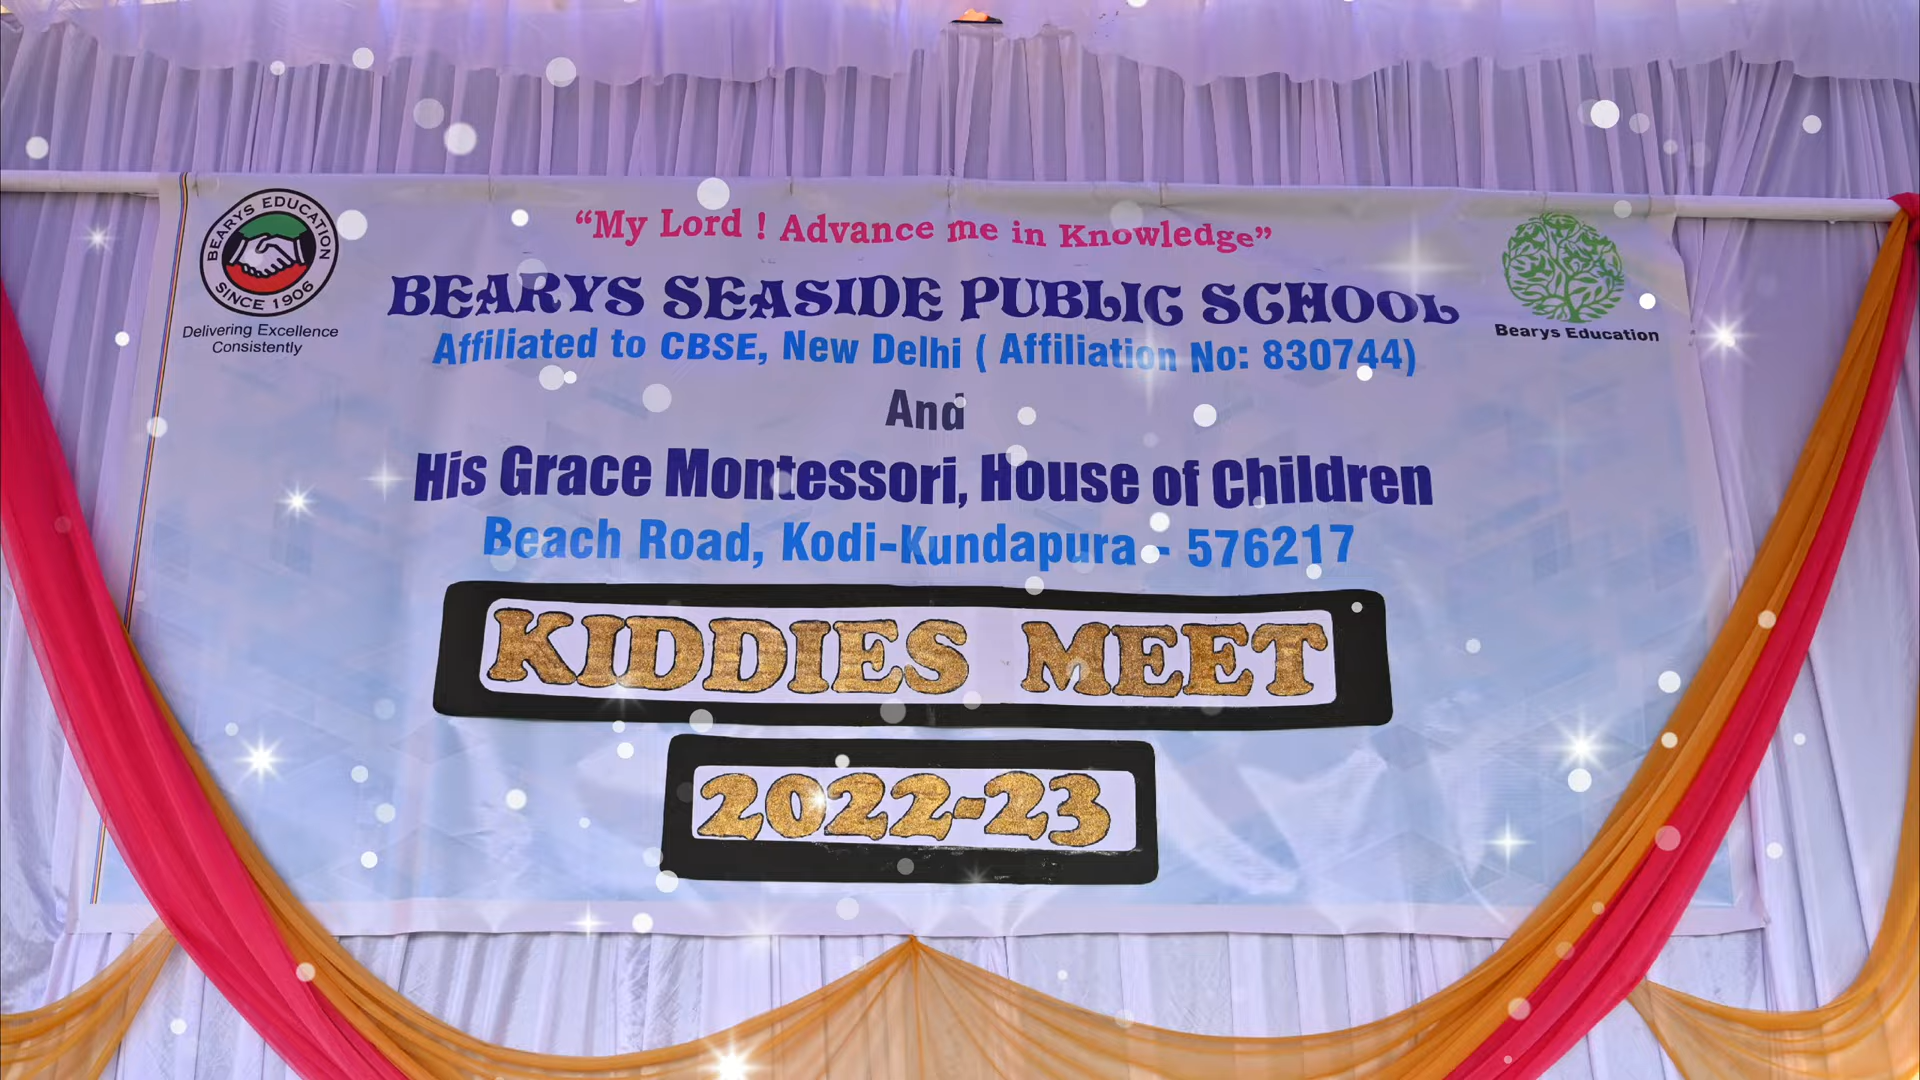 BEARYS EDUCATION
SINCE 1906
Delivering Excellence
Consistently
“My Lord ! Advance me in Knowledge”
BEARYS SEASIDE PUBLIC SCHOOL
Affiliated to CBSE, New Delhi ( Affiliation No: 830744)
Bearys Education
And
His Grace Montessori, House of Children
Beach Road, Kodi-Kundapura - 576217
KIDDIES MEET
2022-23